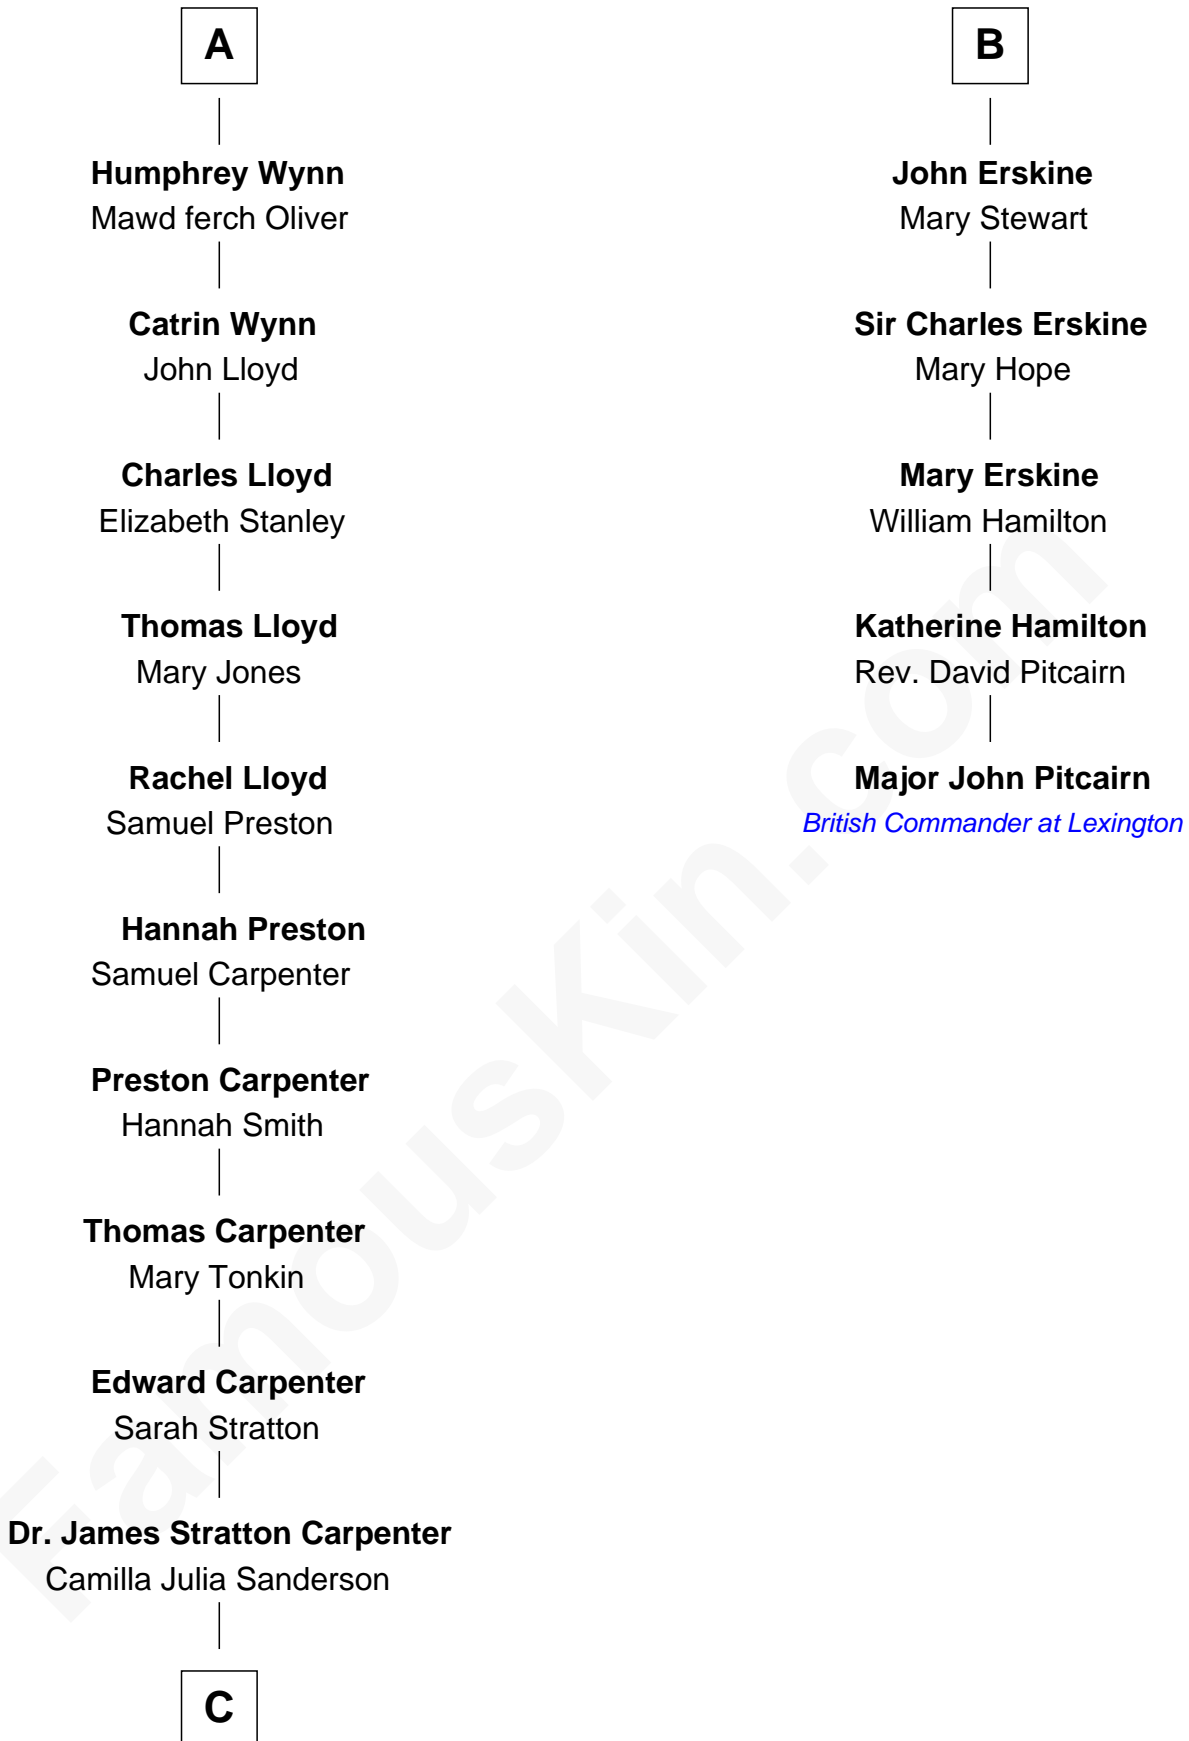 A
Humphrey Wynn
Mawd ferch Oliver
Catrin Wynn
John Lloyd
Charles Lloyd
Elizabeth Stanley
Thomas Lloyd
Mary Jones
Rachel Lloyd
Samuel Preston
Hannah Preston
Samuel Carpenter
Preston Carpenter
Hannah Smith
Thomas Carpenter
Mary Tonkin
Edward Carpenter
Sarah Stratton
Dr. James Stratton Carpenter
Camilla Julia Sanderson
C
B
John Erskine
Mary Stewart
Sir Charles Erskine
Mary Hope
Mary Erskine
William Hamilton
Katherine Hamilton
Rev. David Pitcairn
Major John Pitcairn
British Commander at Lexington
FamousKin.com